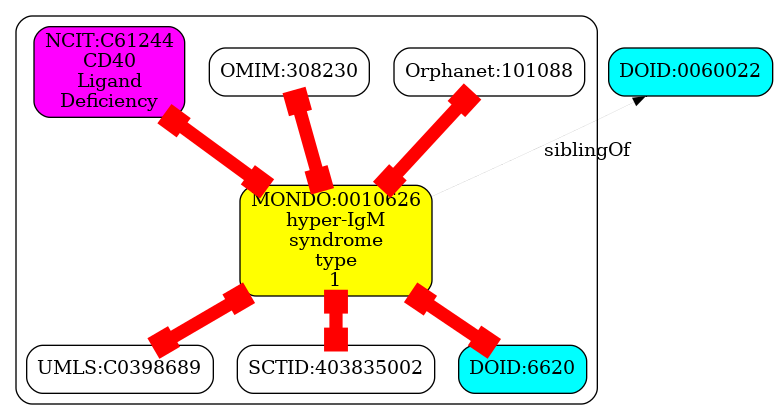 NCIT:C61244
CD40
Ligand
Deficiency
OMIM:308230
Orphanet:101088
DOID:0060022
siblingOf
MONDO:0010626
hyper-IgM
syndrome
type
1
UMLS:C0398689
SCTID:403835002
DOID:6620